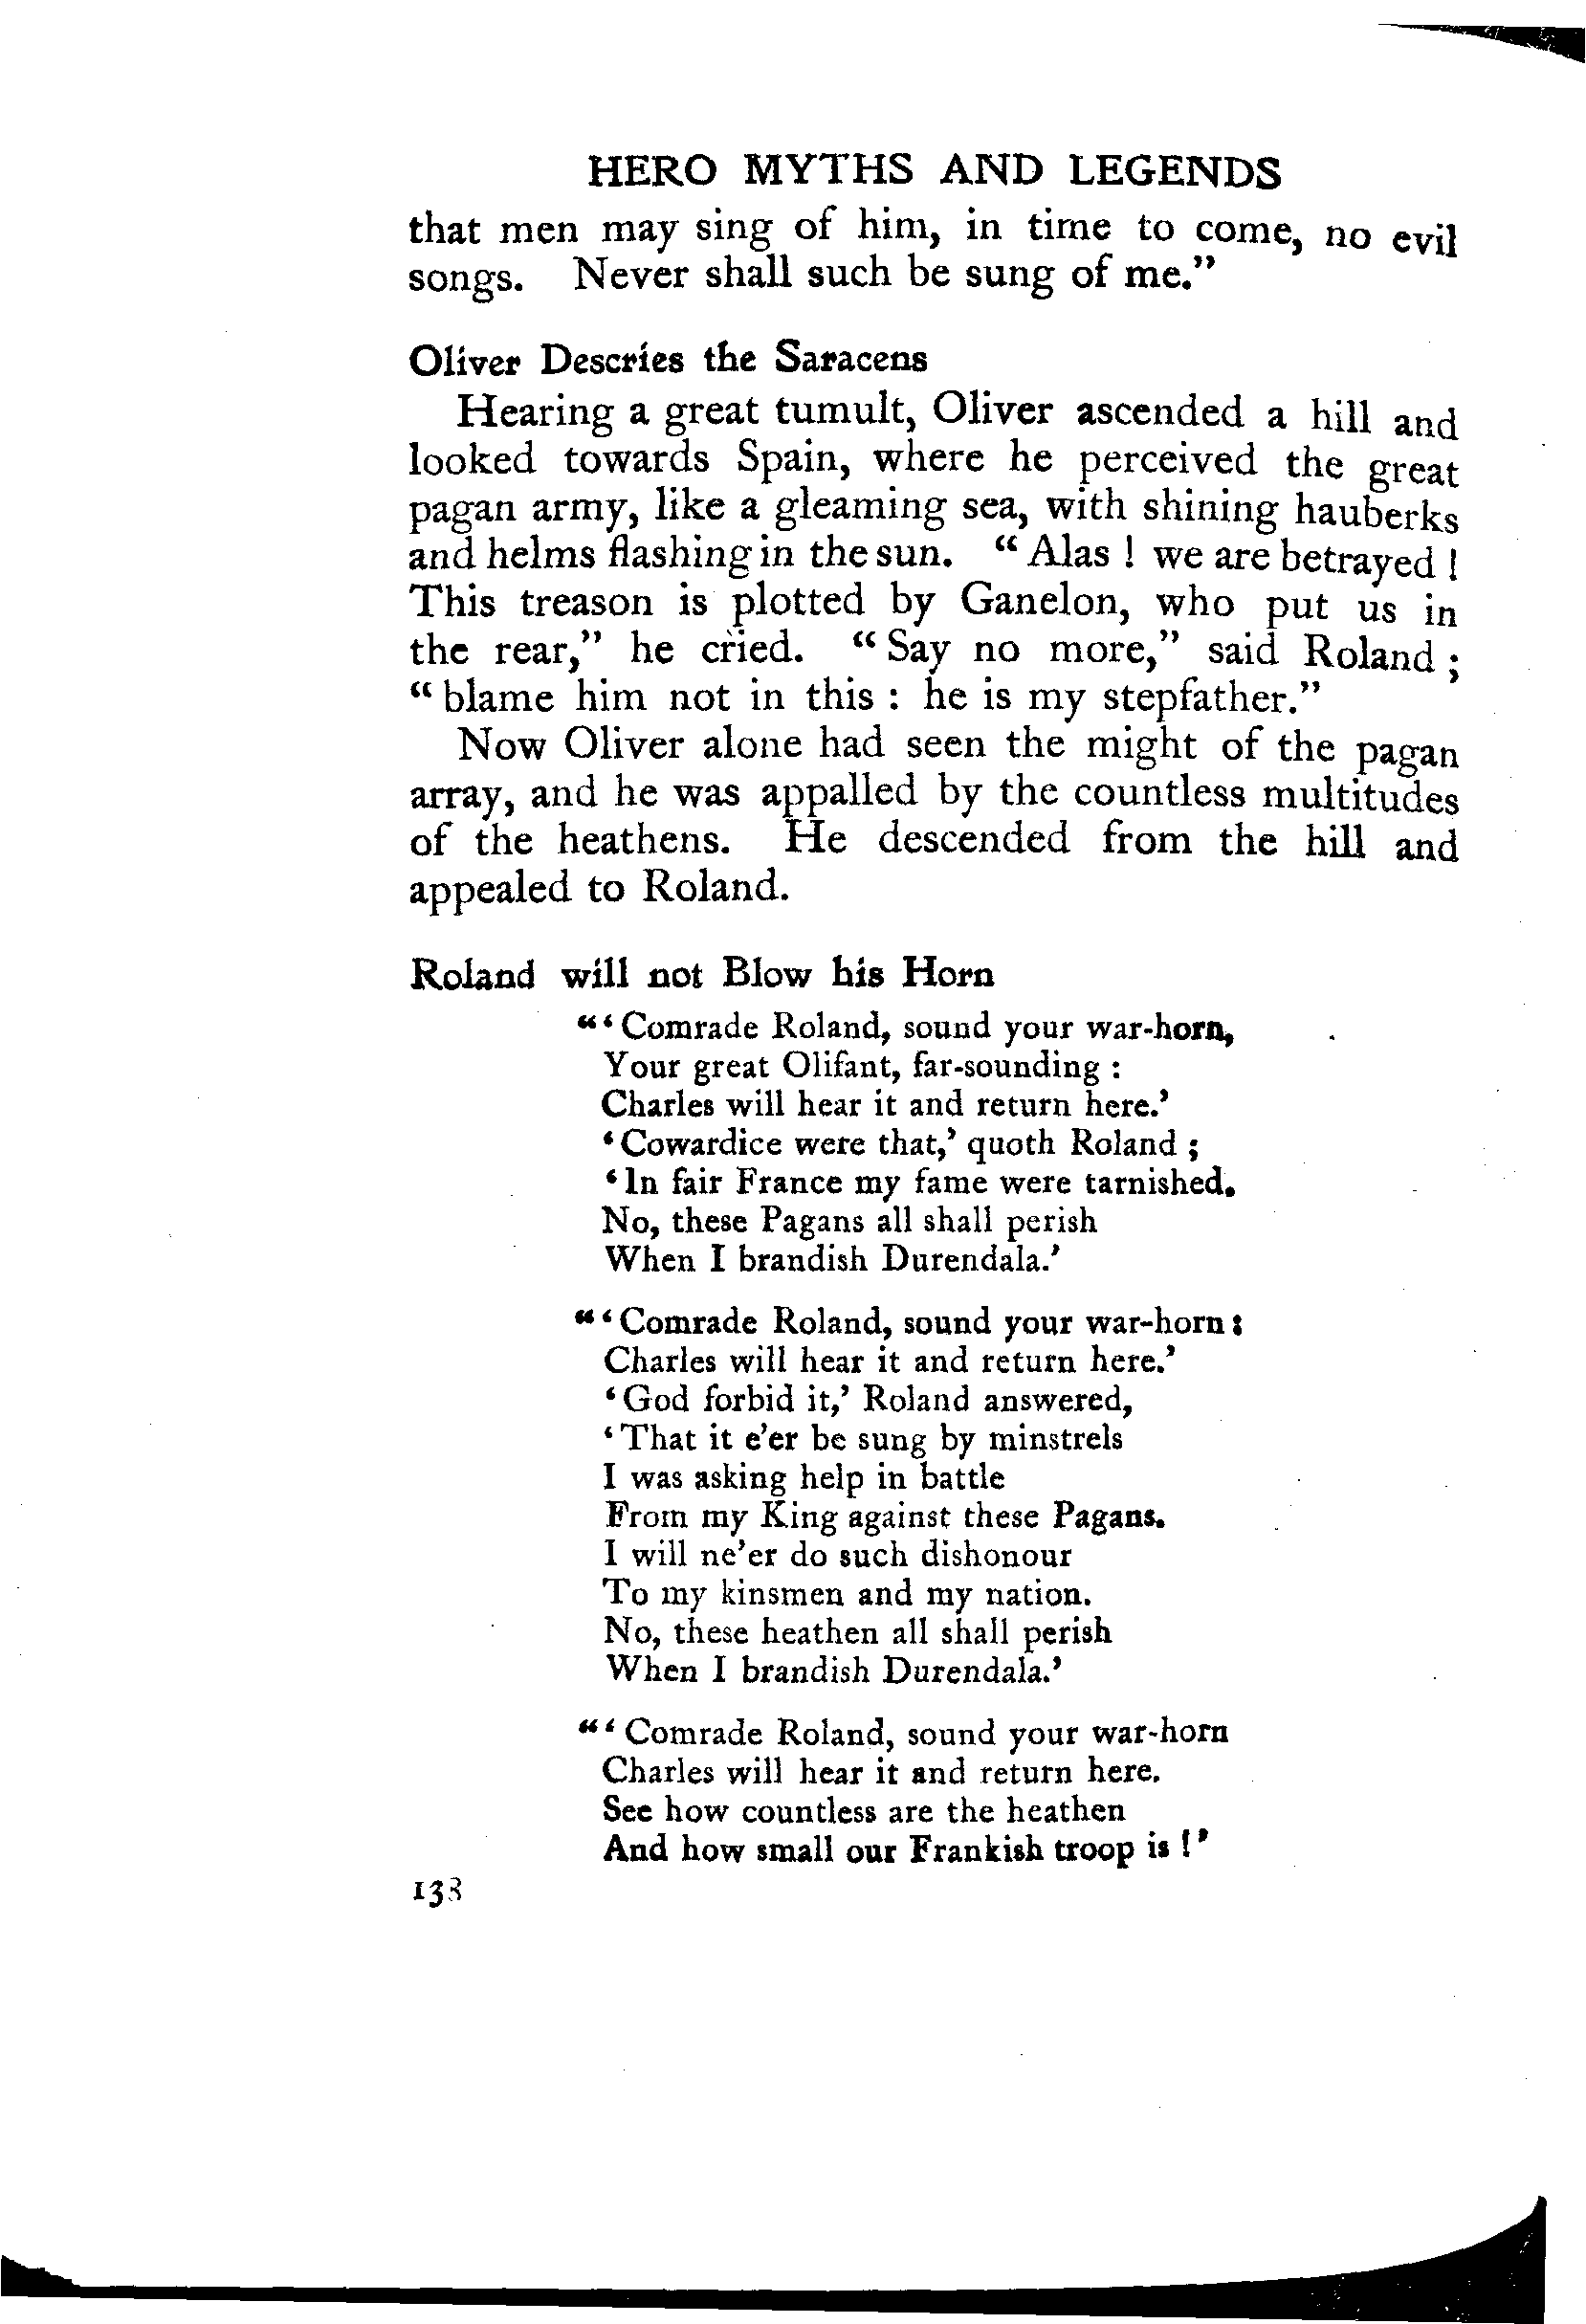 HERO MYTHS AND LEGENDS
that men may sing of him, in time to come, no evil
songs. Never shall such be sung of me.”
Oliver Descries the Saracens
Hearing a great tumult, Oliver ascended a hill and
looked towards Spain, where he perceived the great
pagan army, like a gleaming sea, with shining hauberks
and helms flashing in the sun. “Alas! we are betrayed!
This treason is plotted by Ganelon, who put us in
the rear,” he cried. “Say no more,” said Roland;
“blame him not in this: he is my stepfather.”
Now Oliver alone had seen the might of the pagan
array, and he was appalled by the countless multitudes
of the heathens. He descended from the hill and
appealed to Roland.
Roland will not Blow his Horn
“‘Comrade Roland, sound your war-horn,
Your great Olifant, far-sounding:
Charles will hear it and return here.’
‘Cowardice were that,’ quoth Roland;
‘In fair France my fame were tarnished.
No, these Pagans all shall perish
When I brandish Durendala.’
“‘Comrade Roland, sound your war-horn:
Charles will hear it and return here.’
‘God forbid it,’ Roland answered,
‘That it e’er be sung by minstrels
I was asking help in battle
From my King against these Pagans.
I will ne’er do such dishonour
To my kinsmen and my nation.
No, these heathen all shall perish
When I brandish Durendala.’
“‘Comrade Roland, sound your war-horn
Charles will hear it and return here.
See how countless are the heathen
And how small our Frankish troop is!’
138